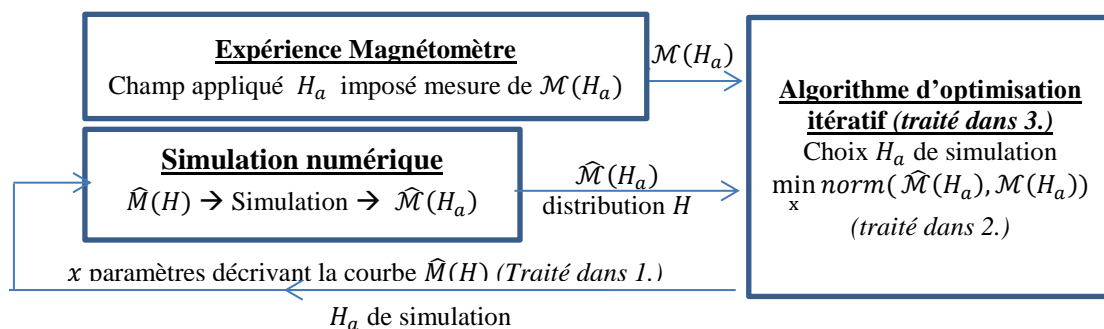 Expérience Magnétomètre
Champ appliqué H_a imposé mesure de ℳ(H_a)
ℳ(H_a)
Simulation numérique
M̂(H) → Simulation → ℳ̂(H_a)
ℳ̂(H_a)
distribution H
Algorithme d'optimisation
itératif (traité dans 3.)
Choix H_a de simulation
min norm( ℳ̂(H_a), ℳ(H_a))
x
(traité dans 2.)
x paramètres décrivant la courbe M̂(H) (Traité dans 1.)
H_a de simulation